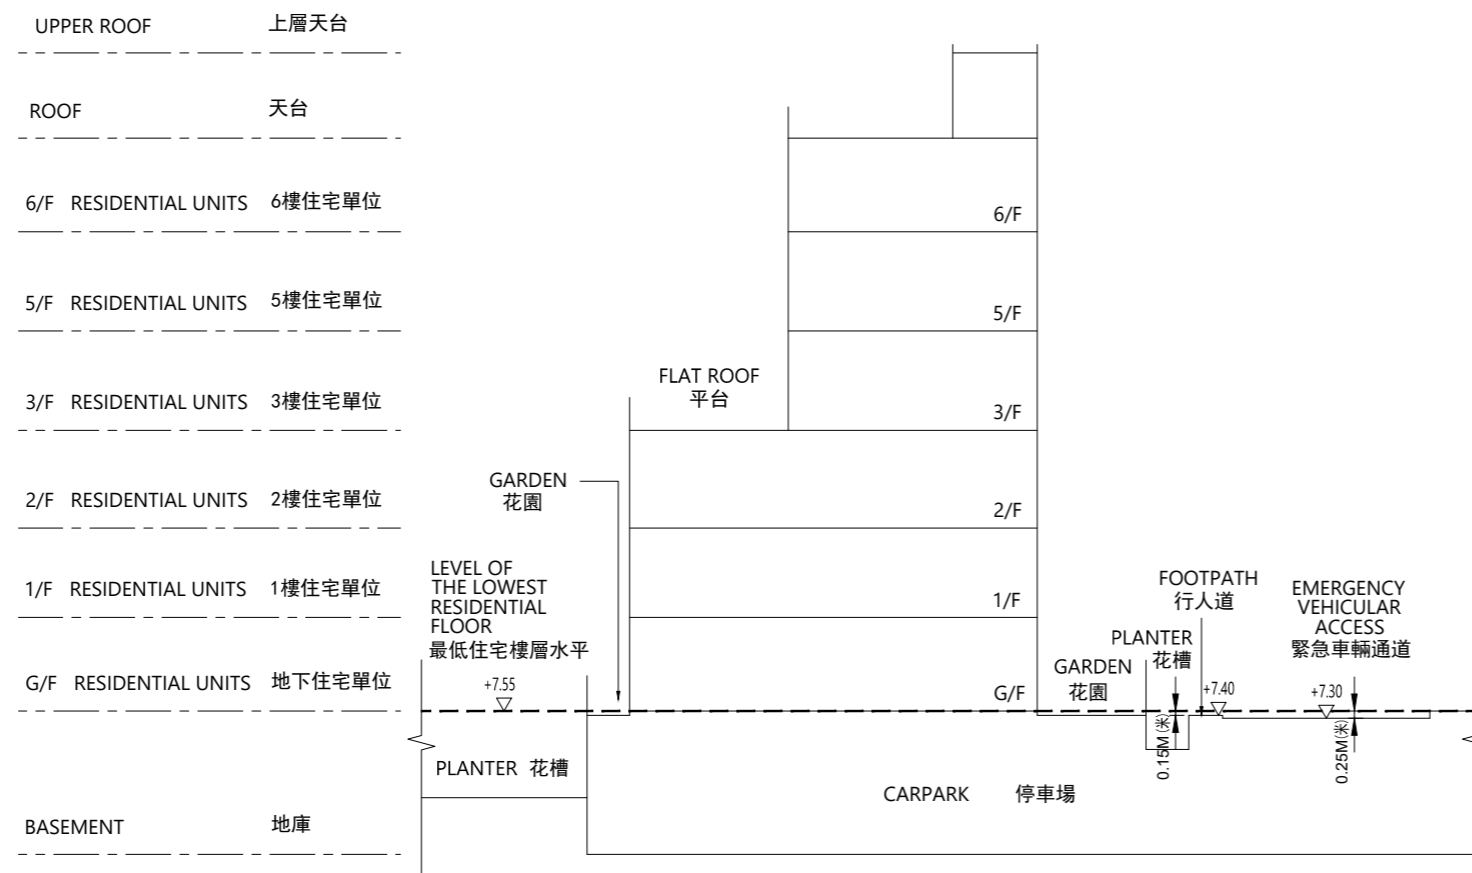 UPPER ROOF 上層天台
ROOF 天台
6/F RESIDENTIAL UNITS 6樓住宅單位
5/F RESIDENTIAL UNITS 5樓住宅單位
3/F RESIDENTIAL UNITS 3樓住宅單位
2/F RESIDENTIAL UNITS 2樓住宅單位
1/F RESIDENTIAL UNITS 1樓住宅單位
G/F RESIDENTIAL UNITS 地下住宅單位
BASEMENT 地庫
6/F
5/F
FLAT ROOF
平台
3/F
GARDEN
花園
2/F
LEVEL OF
THE LOWEST
RESIDENTIAL
FLOOR
最低住宅樓層水平
+7.55
1/F
G/F
PLANTER 花槽
CARPARK 停車場
GARDEN
花園
PLANTER
花槽
FOOTPATH
行人道
+7.40
0.15M(米)
EMERGENCY
VEHICULAR
ACCESS
緊急車輛通道
+7.30
0.25M(米)